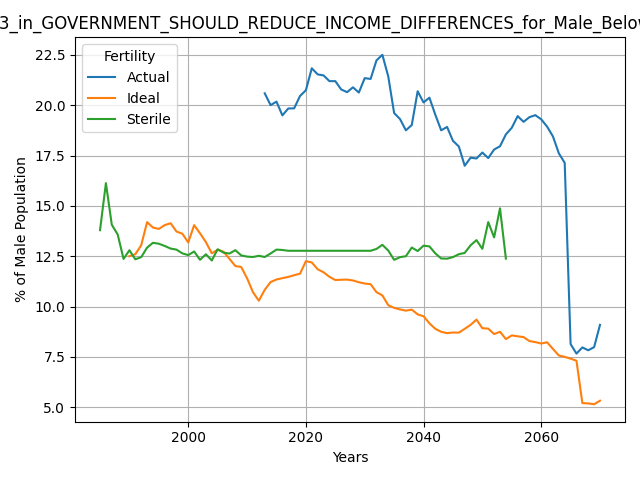 3_in_GOVERNMENT_SHOULD_REDUCE_INCOME_DIFFERENCES_for_Male_Below
Fertility
Actual
Ideal
Sterile
22.5
20.0
17.5
15.0
12.5
10.0
7.5
5.0
% of Male Population
2000 2020 2040 2060
Years